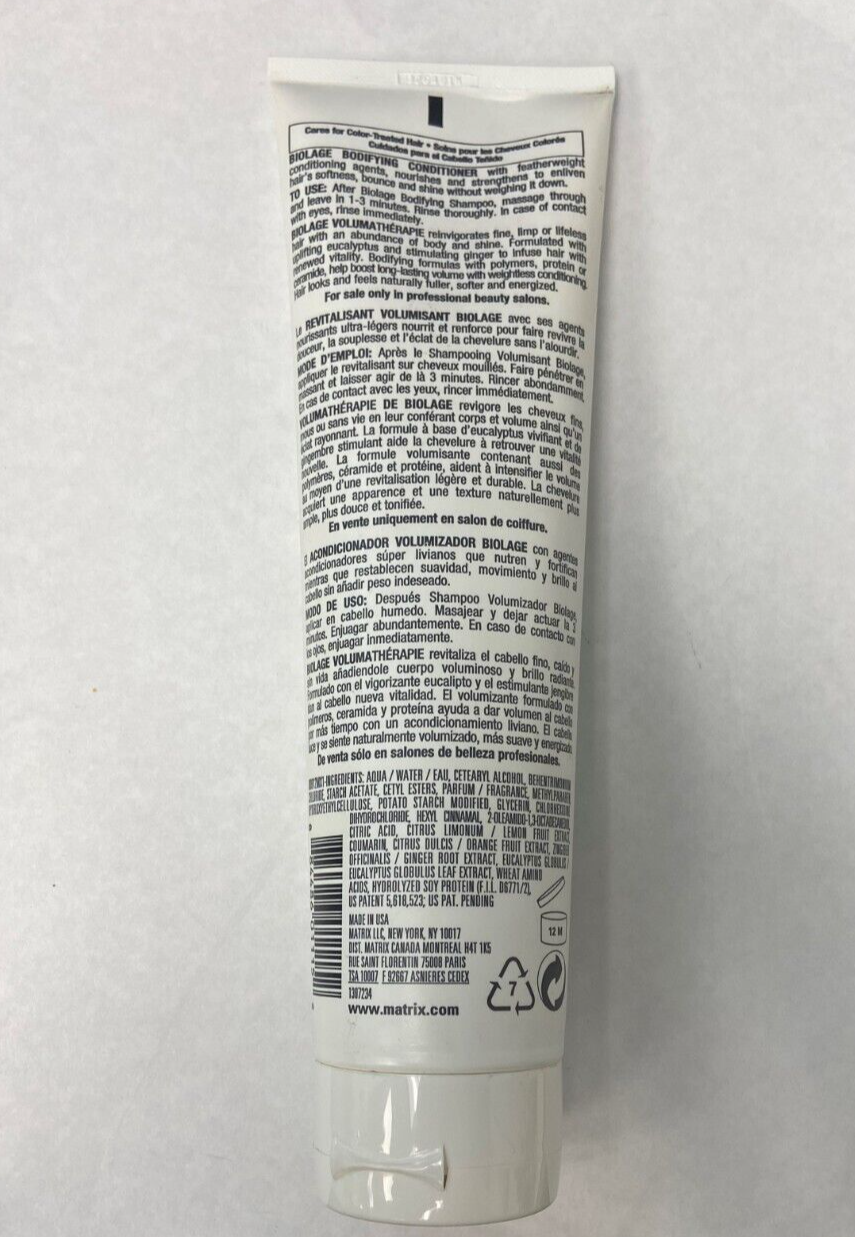 Cares for Color-Treated Hair • Soins pour les Cheveux Colorés
Cuidados para el Cabello Teñido
BIOLAGE BODIFYING CONDITIONER with featherweight
conditioning agents, nourishes and strengthens to enliven
hair's softness, bounce and shine without weighing it down.
TO USE: After Biolage Bodifying Shampoo, massage through
and leave in 1-3 minutes. Rinse thoroughly. In case of contact
with eyes, rinse immediately.
BIOLAGE VOLUMATHÉRAPIE reinvigorates fine, limp or lifeless
hair with an abundance of body and shine. Formulated with
uplifting eucalyptus and stimulating ginger to infuse hair with
renewed vitality. Bodifying formulas with polymers, protein or
ceramide, help boost long-lasting volume with weightless conditioning.
Hair looks and feels naturally fuller, softer and energized.
For sale only in professional beauty salons.
Le REVITALISANT VOLUMISANT BIOLAGE avec ses agents
nourissants ultra-légers nourrit et renforce pour faire revivre la
douceur, la souplesse et l'éclat de la chevelure sans l'alourdir.
MODE D'EMPLOI: Après le Shampooing Volumisant Biolage,
appliquer le revitalisant sur cheveux mouillés. Faire pénétrer en
massant et laisser agir de là 3 minutes. Rincer abondamment.
En cas de contact avec les yeux, rincer immédiatement.
VOLUMATHÉRAPIE DE BIOLAGE revigore les cheveux fins,
mous ou sans vie en leur conférant corps et volume ainsi qu'un
éclat rayonnant. La formule à base d'eucalyptus vivifiant et de
gingembre stimulant aide la chevelure à retrouver une vitalité
nouvelle. La formule volumisante contenant aussi des
polymères, céramide et protéine, aident à intensifier le volume
au moyen d'une revitalisation légère et durable. La chevelure
acquiert une apparence et une texture naturellement plus
ample, plus douce et tonifiée.
En vente uniquement en salon de coiffure.
ACONDICIONADOR VOLUMIZADOR BIOLAGE con agentes
acondicionadores súper livianos que nutren y fortifican
mientras que restablecen suavidad, movimiento y brillo al
cabello sin añadir peso indeseado.
MODO DE USO: Después Shampoo Volumizador Biolage,
aplicar en cabello humedo. Masajear y dejar actuar 1a 3
minutos. Enjuagar abundantemente. En caso de contacto con
los ojos, enjuagar inmediatamente.
BIOLAGE VOLUMATHÉRAPIE revitaliza el cabello fino, caído y
sin vida añadiendole cuerpo voluminoso y brillo radiante.
Formulado con el vigorizante eucalipto y el estimulante jengibre
dan al cabello nueva vitalidad. El volumizante formulado con
polímeros, ceramida y proteína ayuda a dar volumen al cabello
por más tiempo con un acondicionamiento liviano. El cabello
luce y se siente naturalmente volumizado, más suave y energizado.
De venta sólo en salones de belleza profesionales.
INGREDIENTS: AQUA / WATER / EAU, CETEARYL ALCOHOL, BEHENTRIMONIUM
CHLORIDE, STARCH ACETATE, CETYL ESTERS, PARFUM / FRAGRANCE, METHYLPARABEN,
HYDROXYETHYLCELLULOSE, POTATO STARCH MODIFIED, GLYCERIN, CHLORHEXIDINE
DIHYDROCHLORIDE, HEXYL CINNAMAL, 2-OLEAMIDO-1,3-OCTADECANEDIOL,
CITRIC ACID, CITRUS LIMONUM / LEMON FRUIT EXTRACT,
COUMARIN, CITRUS DULCIS / ORANGE FRUIT EXTRACT, ZINGIBER
OFFICINALIS / GINGER ROOT EXTRACT, EUCALYPTUS GLOBULUS /
EUCALYPTUS GLOBULUS LEAF EXTRACT, WHEAT AMINO
ACIDS, HYDROLYZED SOY PROTEIN (F.I.L. D6771/2),
US PATENT 5,618,523; US PAT. PENDING
MADE IN USA
MATRIX LLC, NEW YORK, NY 10017
DIST. MATRIX CANADA MONTREAL H4T 1K5
RUE SAINT FLORENTIN 75008 PARIS
TSA 10007 F 92667 ASNIERES CEDEX
1307234
www.matrix.com
12 M
7